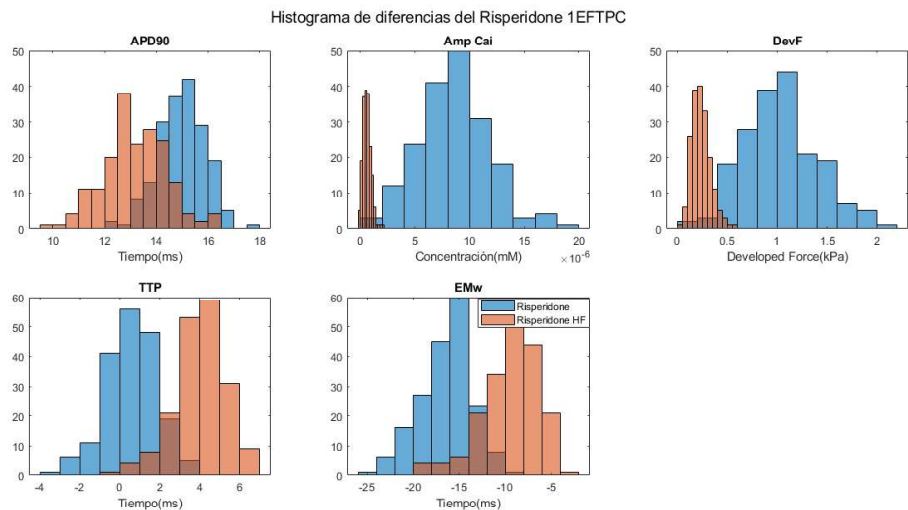 Histograma de diferencias del Risperidone 1EFTPC
APD90
50
40
30
20
10
0
10 12 14 16 18
Tiempo(ms)
Amp Cai
50
40
30
20
10
0
0 5 10 15 20
Concentración(mM)
× 10⁻⁶
DevF
50
40
30
20
10
0
0 0.5 1 1.5 2
Developed Force(kPa)
TTP
60
50
40
30
20
10
0
-4 -2 0 2 4 6
Tiempo(ms)
EMw
60
50
40
30
20
10
0
-25 -20 -15 -10 -5
Tiempo(ms)
Risperidone
Risperidone HF